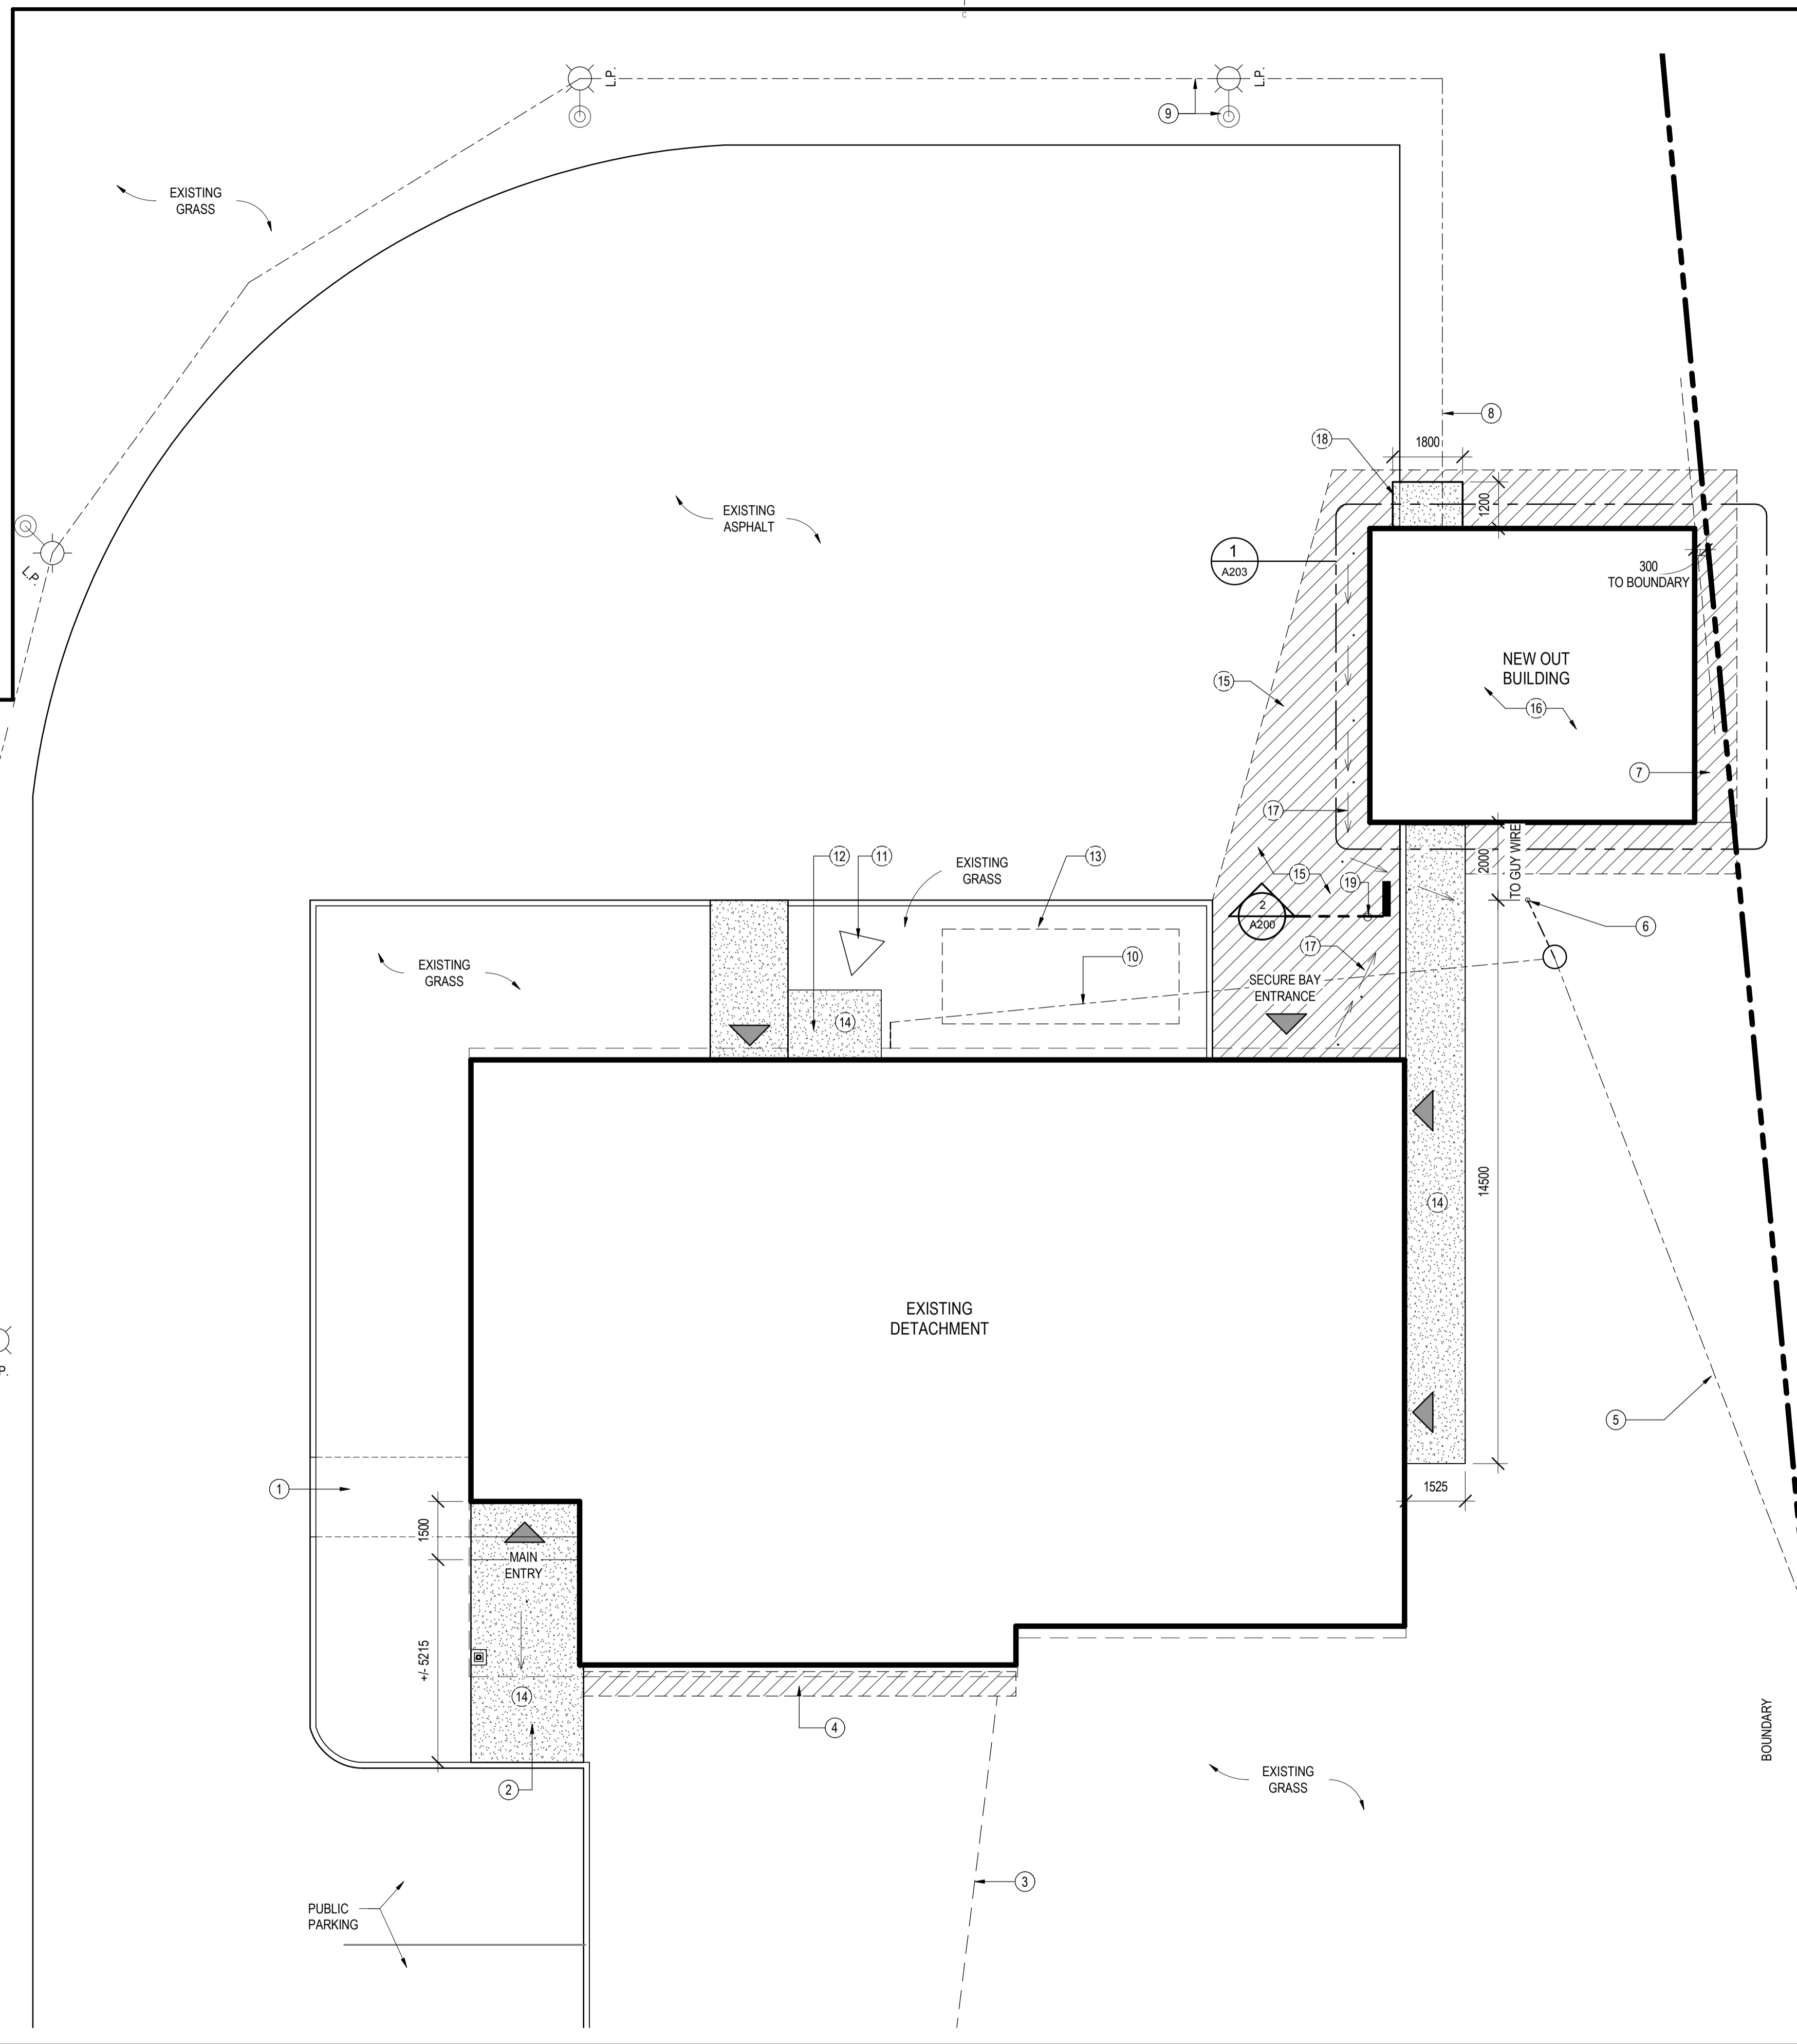 C
L.P.
L.P.
9
EXISTING
GRASS
8
18
1800
1200
EXISTING
ASPHALT
1
A203
300
TO BOUNDARY
L.P.
NEW OUT
BUILDING
15
16
7
17
2000
TO GUY WIRE
12
11
EXISTING
GRASS
13
15
19
2
A200
6
17
10
EXISTING
GRASS
SECURE BAY
ENTRANCE
14
14500
14
EXISTING
DETACHMENT
P.
5
1
1525
1500
MAIN
ENTRY
+/- 5215
14
4
BOUNDARY
2
EXISTING
GRASS
3
PUBLIC
PARKING